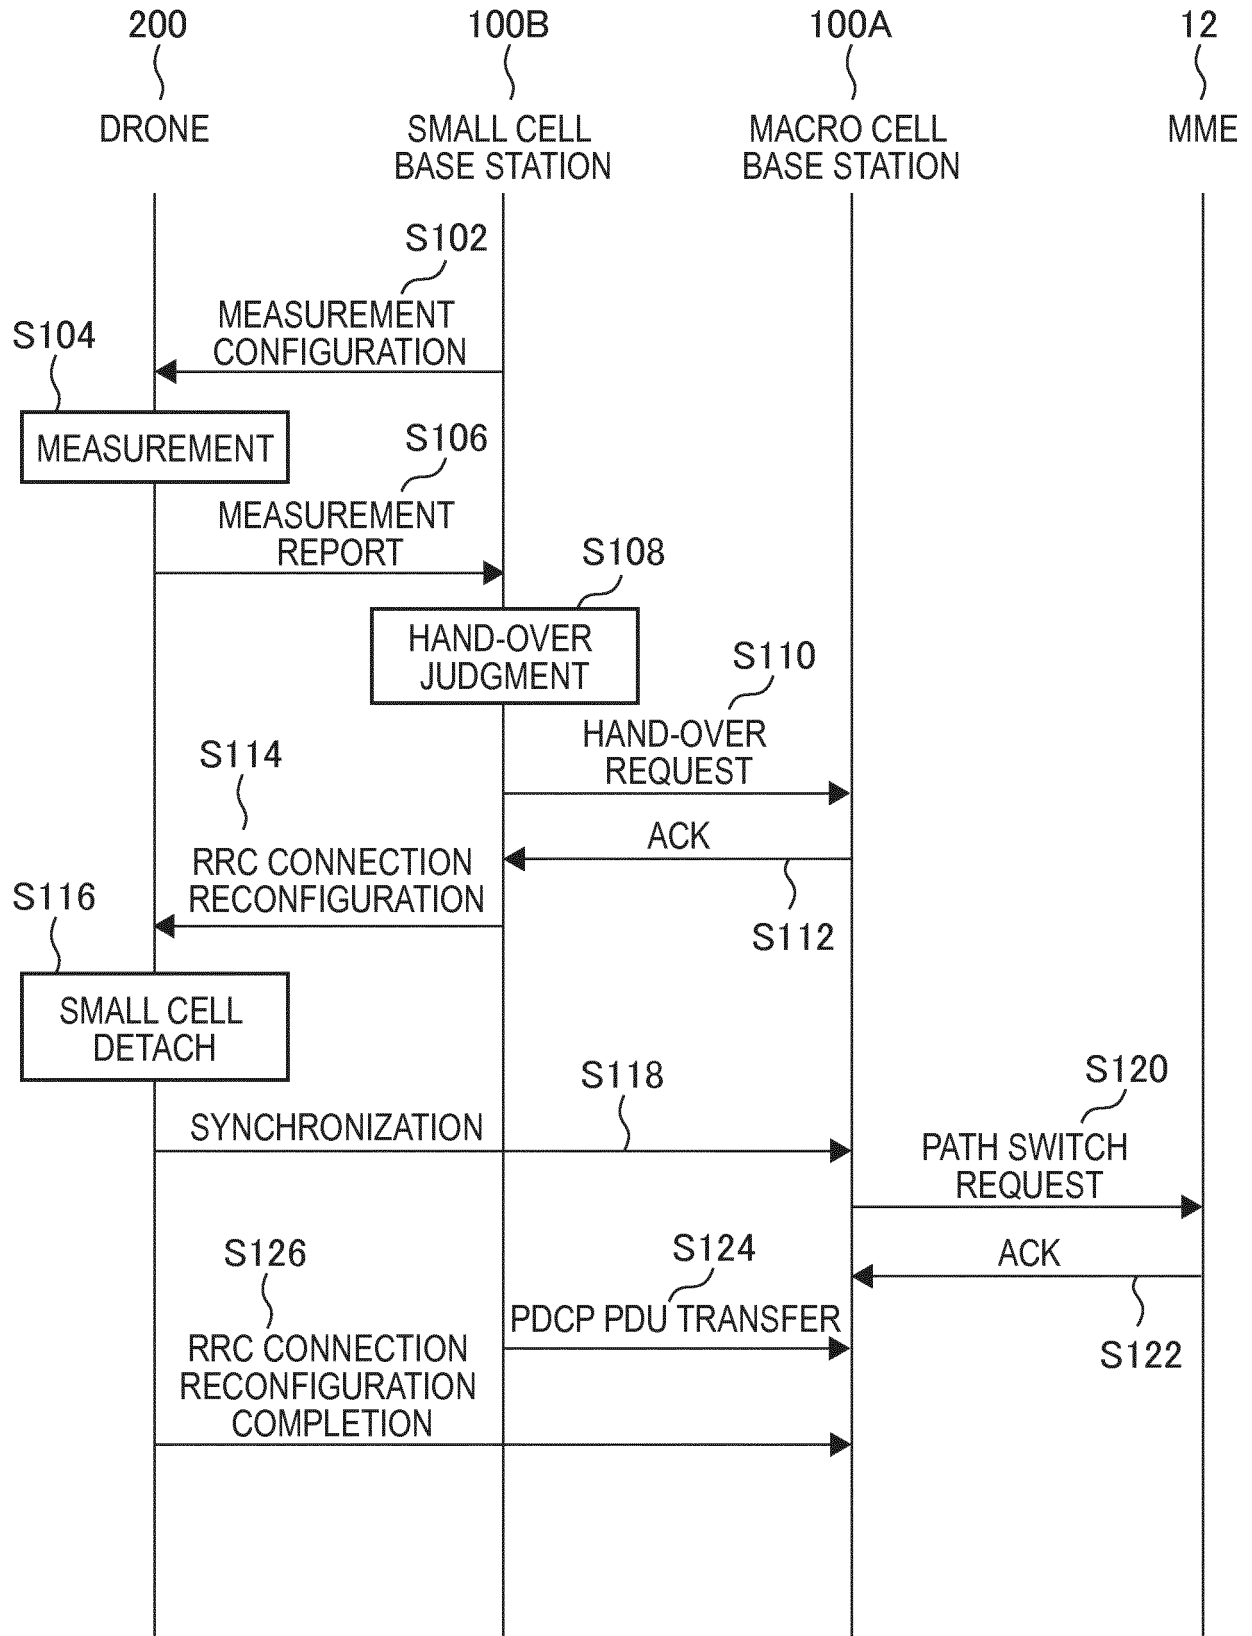 200
100B
100A
12
DRONE
SMALL CELL
BASE STATION
MACRO CELL
BASE STATION
MME
S102
MEASUREMENT
CONFIGURATION
S104
MEASUREMENT
S106
MEASUREMENT
REPORT
S108
HAND-OVER
JUDGMENT
S110
HAND-OVER
REQUEST
ACK
S112
S114
RRC CONNECTION
RECONFIGURATION
S116
SMALL CELL
DETACH
S118
SYNCHRONIZATION
S120
PATH SWITCH
REQUEST
ACK
S122
S124
PDCP PDU TRANSFER
S126
RRC CONNECTION
RECONFIGURATION
COMPLETION